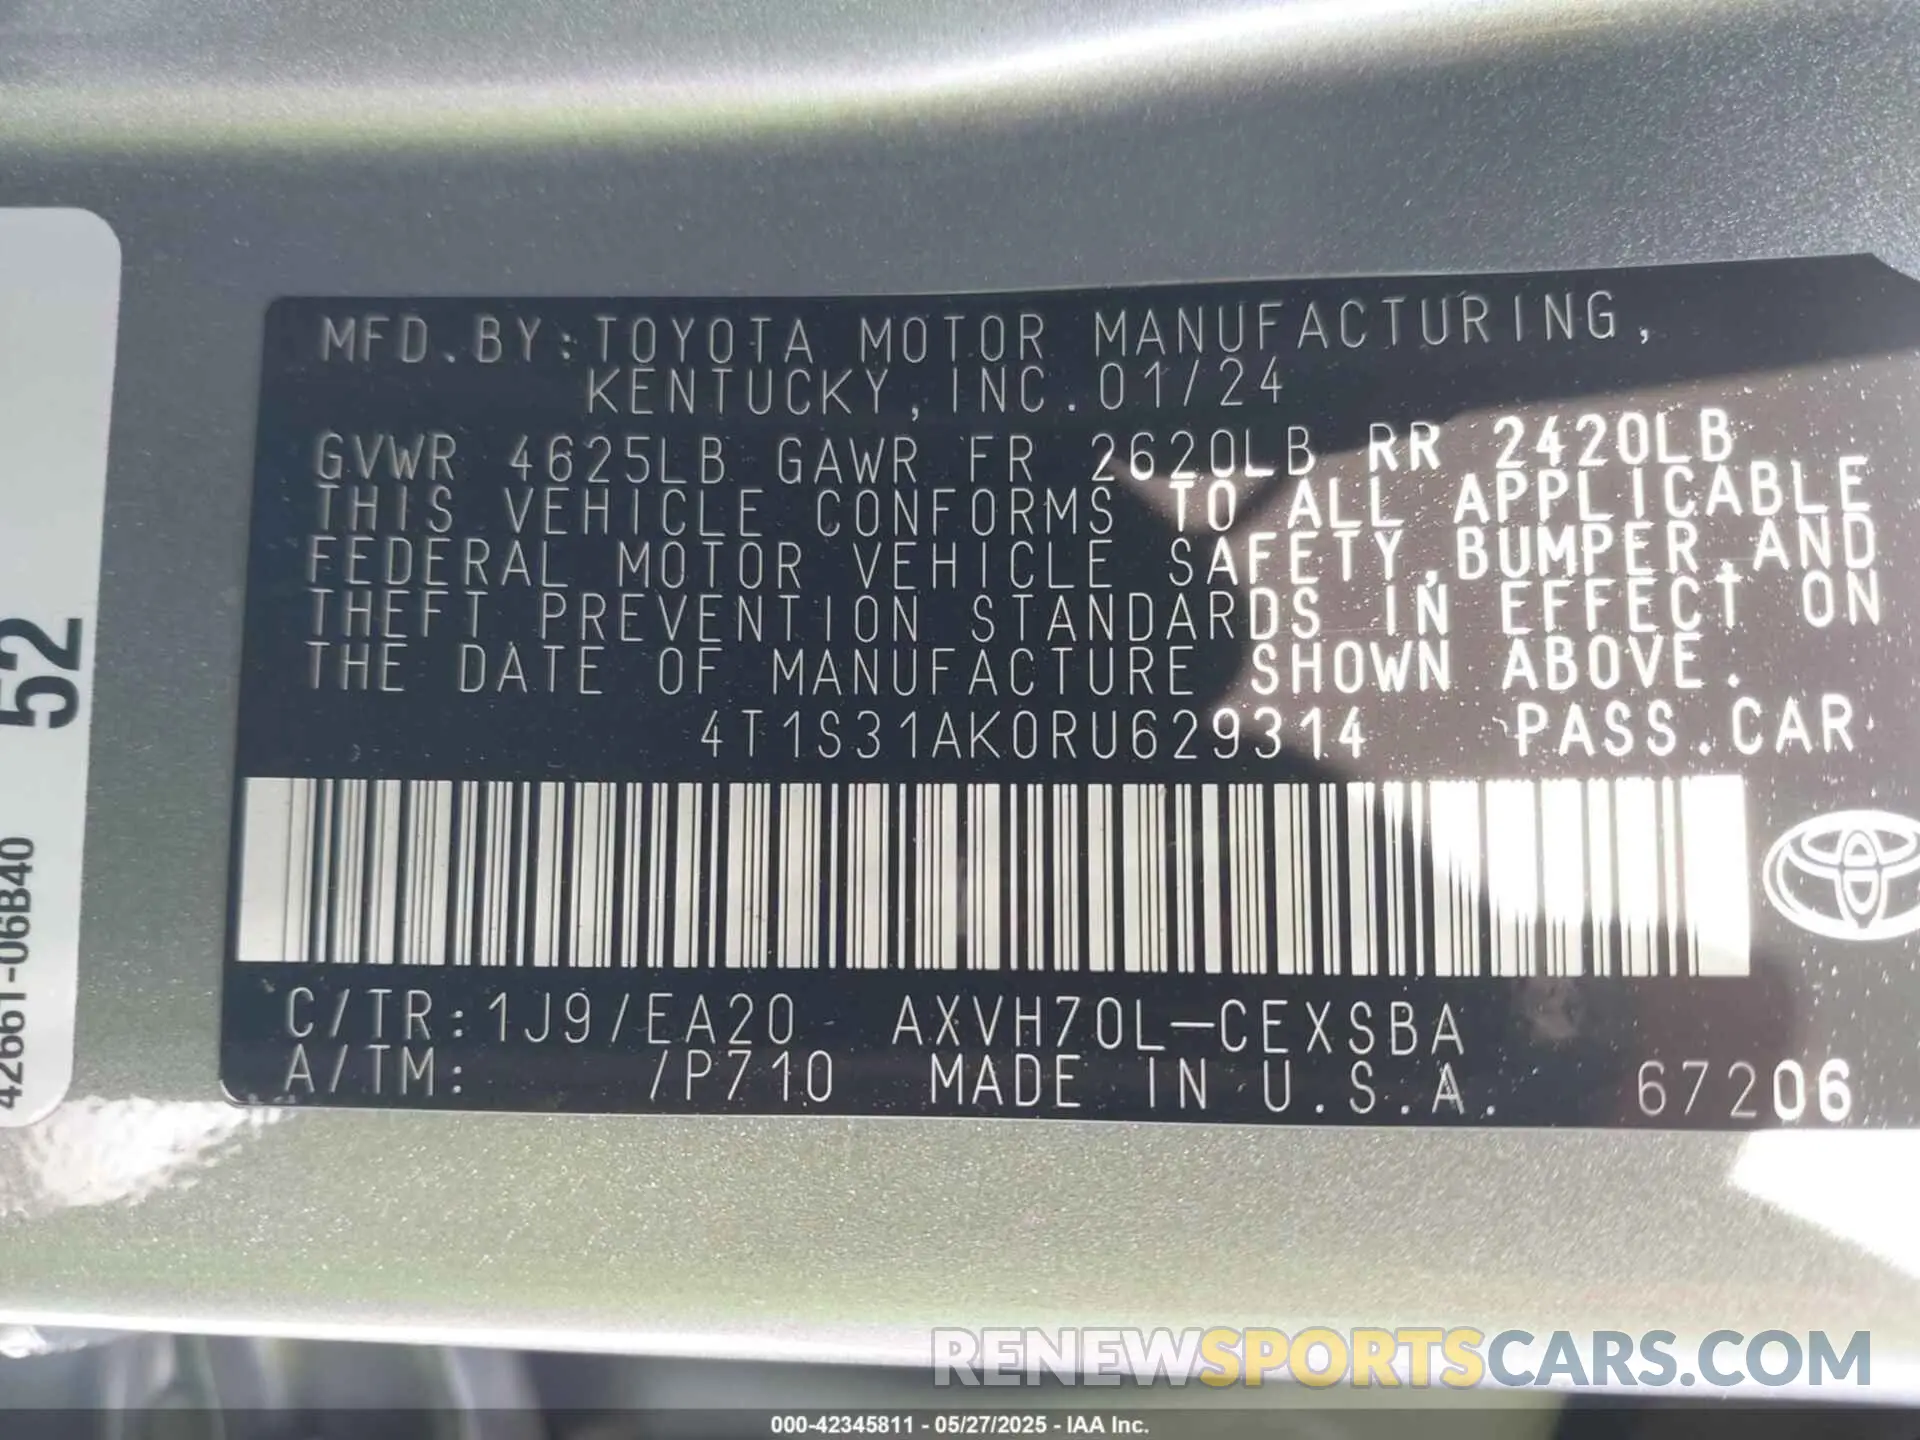 MFD.BY:TOYOTA MOTOR MANUFACTURING,
KENTUCKY, INC. 01/24
GVWR 4625LB GAWR FR 2620LB RR 2420LB
THIS VEHICLE CONFORMS TO ALL APPLICABLE
FEDERAL MOTOR VEHICLE SAFETY,BUMPER,AND
THEFT PREVENTION STANDARDS IN EFFECT ON
THE DATE OF MANUFACTURE SHOWN ABOVE.
4T1S31AK0RU629314 PASS.CAR
C/TR:1J9/EA20 AXVH70L-CEXSBA
A/TM: /P710 MADE IN U.S.A. 67206
52
42661-06B40
RENEWSPORTSCARS.COM
000-42345811 - 05/27/2025 - IAA Inc.